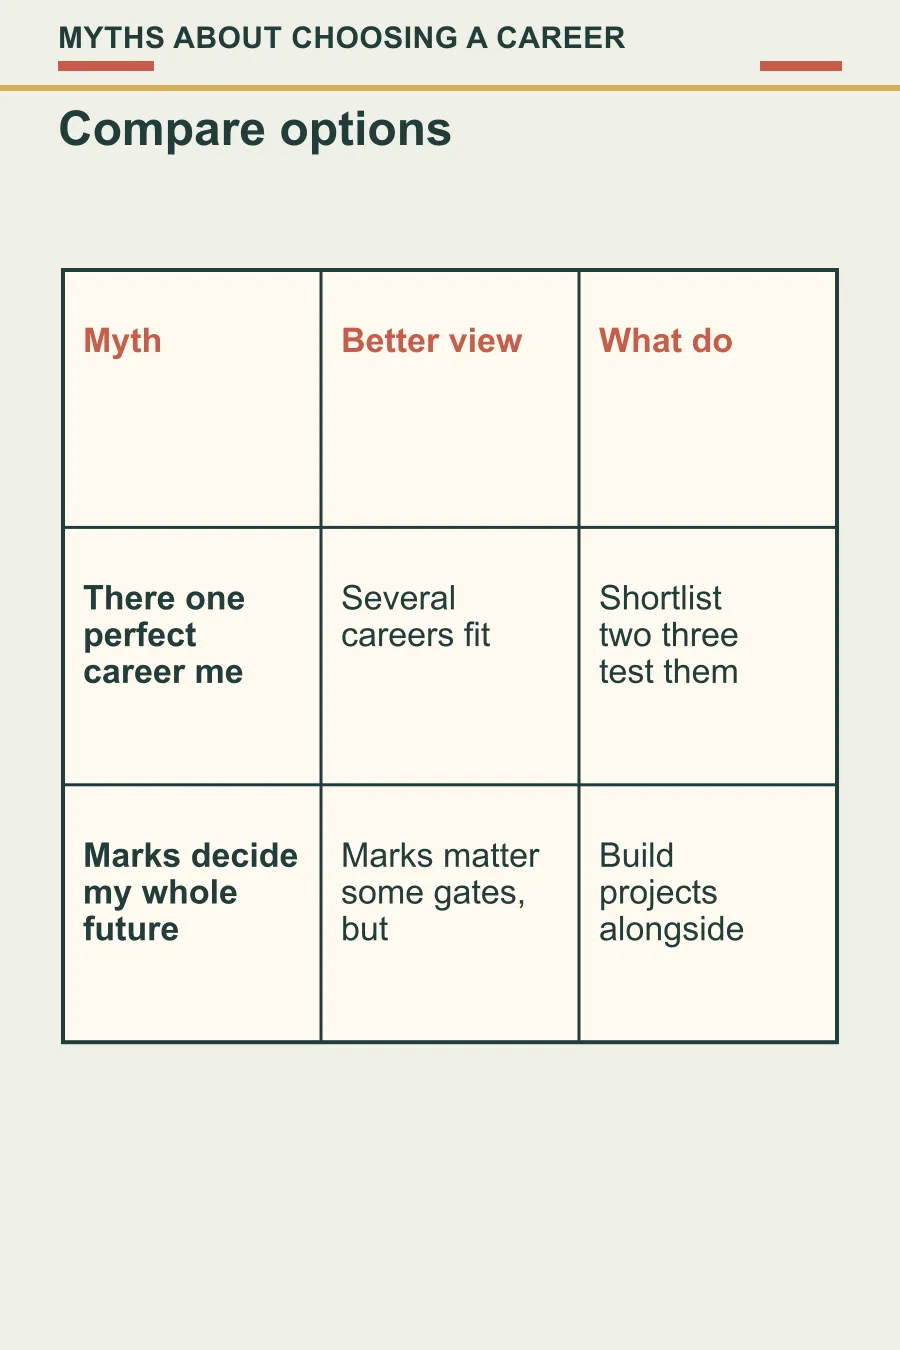 MYTHS ABOUT CHOOSING A CAREER
Compare options
Myth
Better view
What do
There one
perfect
career me
Several
careers fit
Shortlist
two three
test them
Marks decide
my whole
future
Marks matter
some gates,
but
Build
projects
alongside